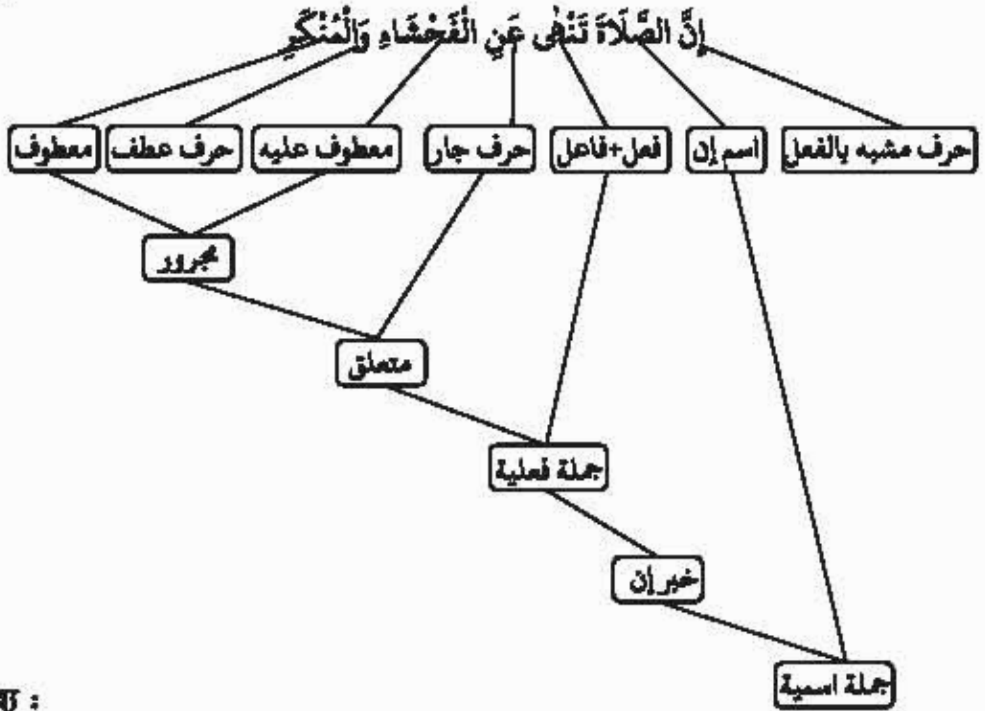 إِنَّ الصَّلَاةَ تَنْهٰى عَنِ الْفَحْشَاءِ وَالْمُنْكَرِ
حرف مشبه بالفعل اسم إن فعل+فاعل حرف جار معطوف عليه حرف عطف معطوف
مجرور
متعلق
جملة فعلية
خبر إن
جملة اسمية